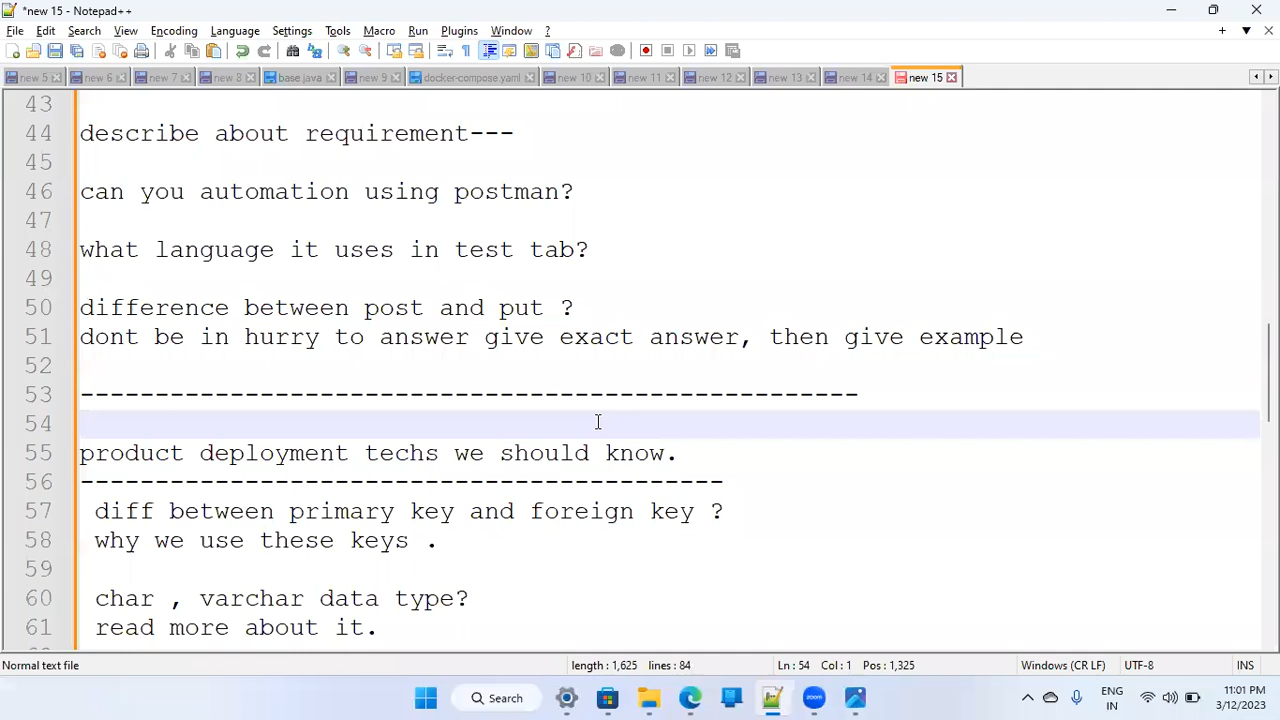 *new 15 - Notepad++
File Edit Search View Encoding Language Settings Tools Macro Run Plugins Window ?
new 5 new 6 new 7 new 8 base.java new 9 docker-compose.yaml new 10 new 11 new 12 new 13 new 14 new 15
43
44 describe about requirement---
45
46 can you automation using postman?
47
48 what language it uses in test tab?
49
50 difference between post and put ?
51 dont be in hurry to answer give exact answer, then give example
52
53 ----------------------------------------------------
54
55 product deployment techs we should know.
56 -------------------------------------------
57 diff between primary key and foreign key ?
58 why we use these keys .
59
60 char , varchar data type?
61 read more about it.
Normal text file length : 1,625 lines : 84 Ln : 54 Col : 1 Pos : 1,325 Windows (CR LF) UTF-8 INS
Search
ENG
IN
11:01 PM
3/12/2023